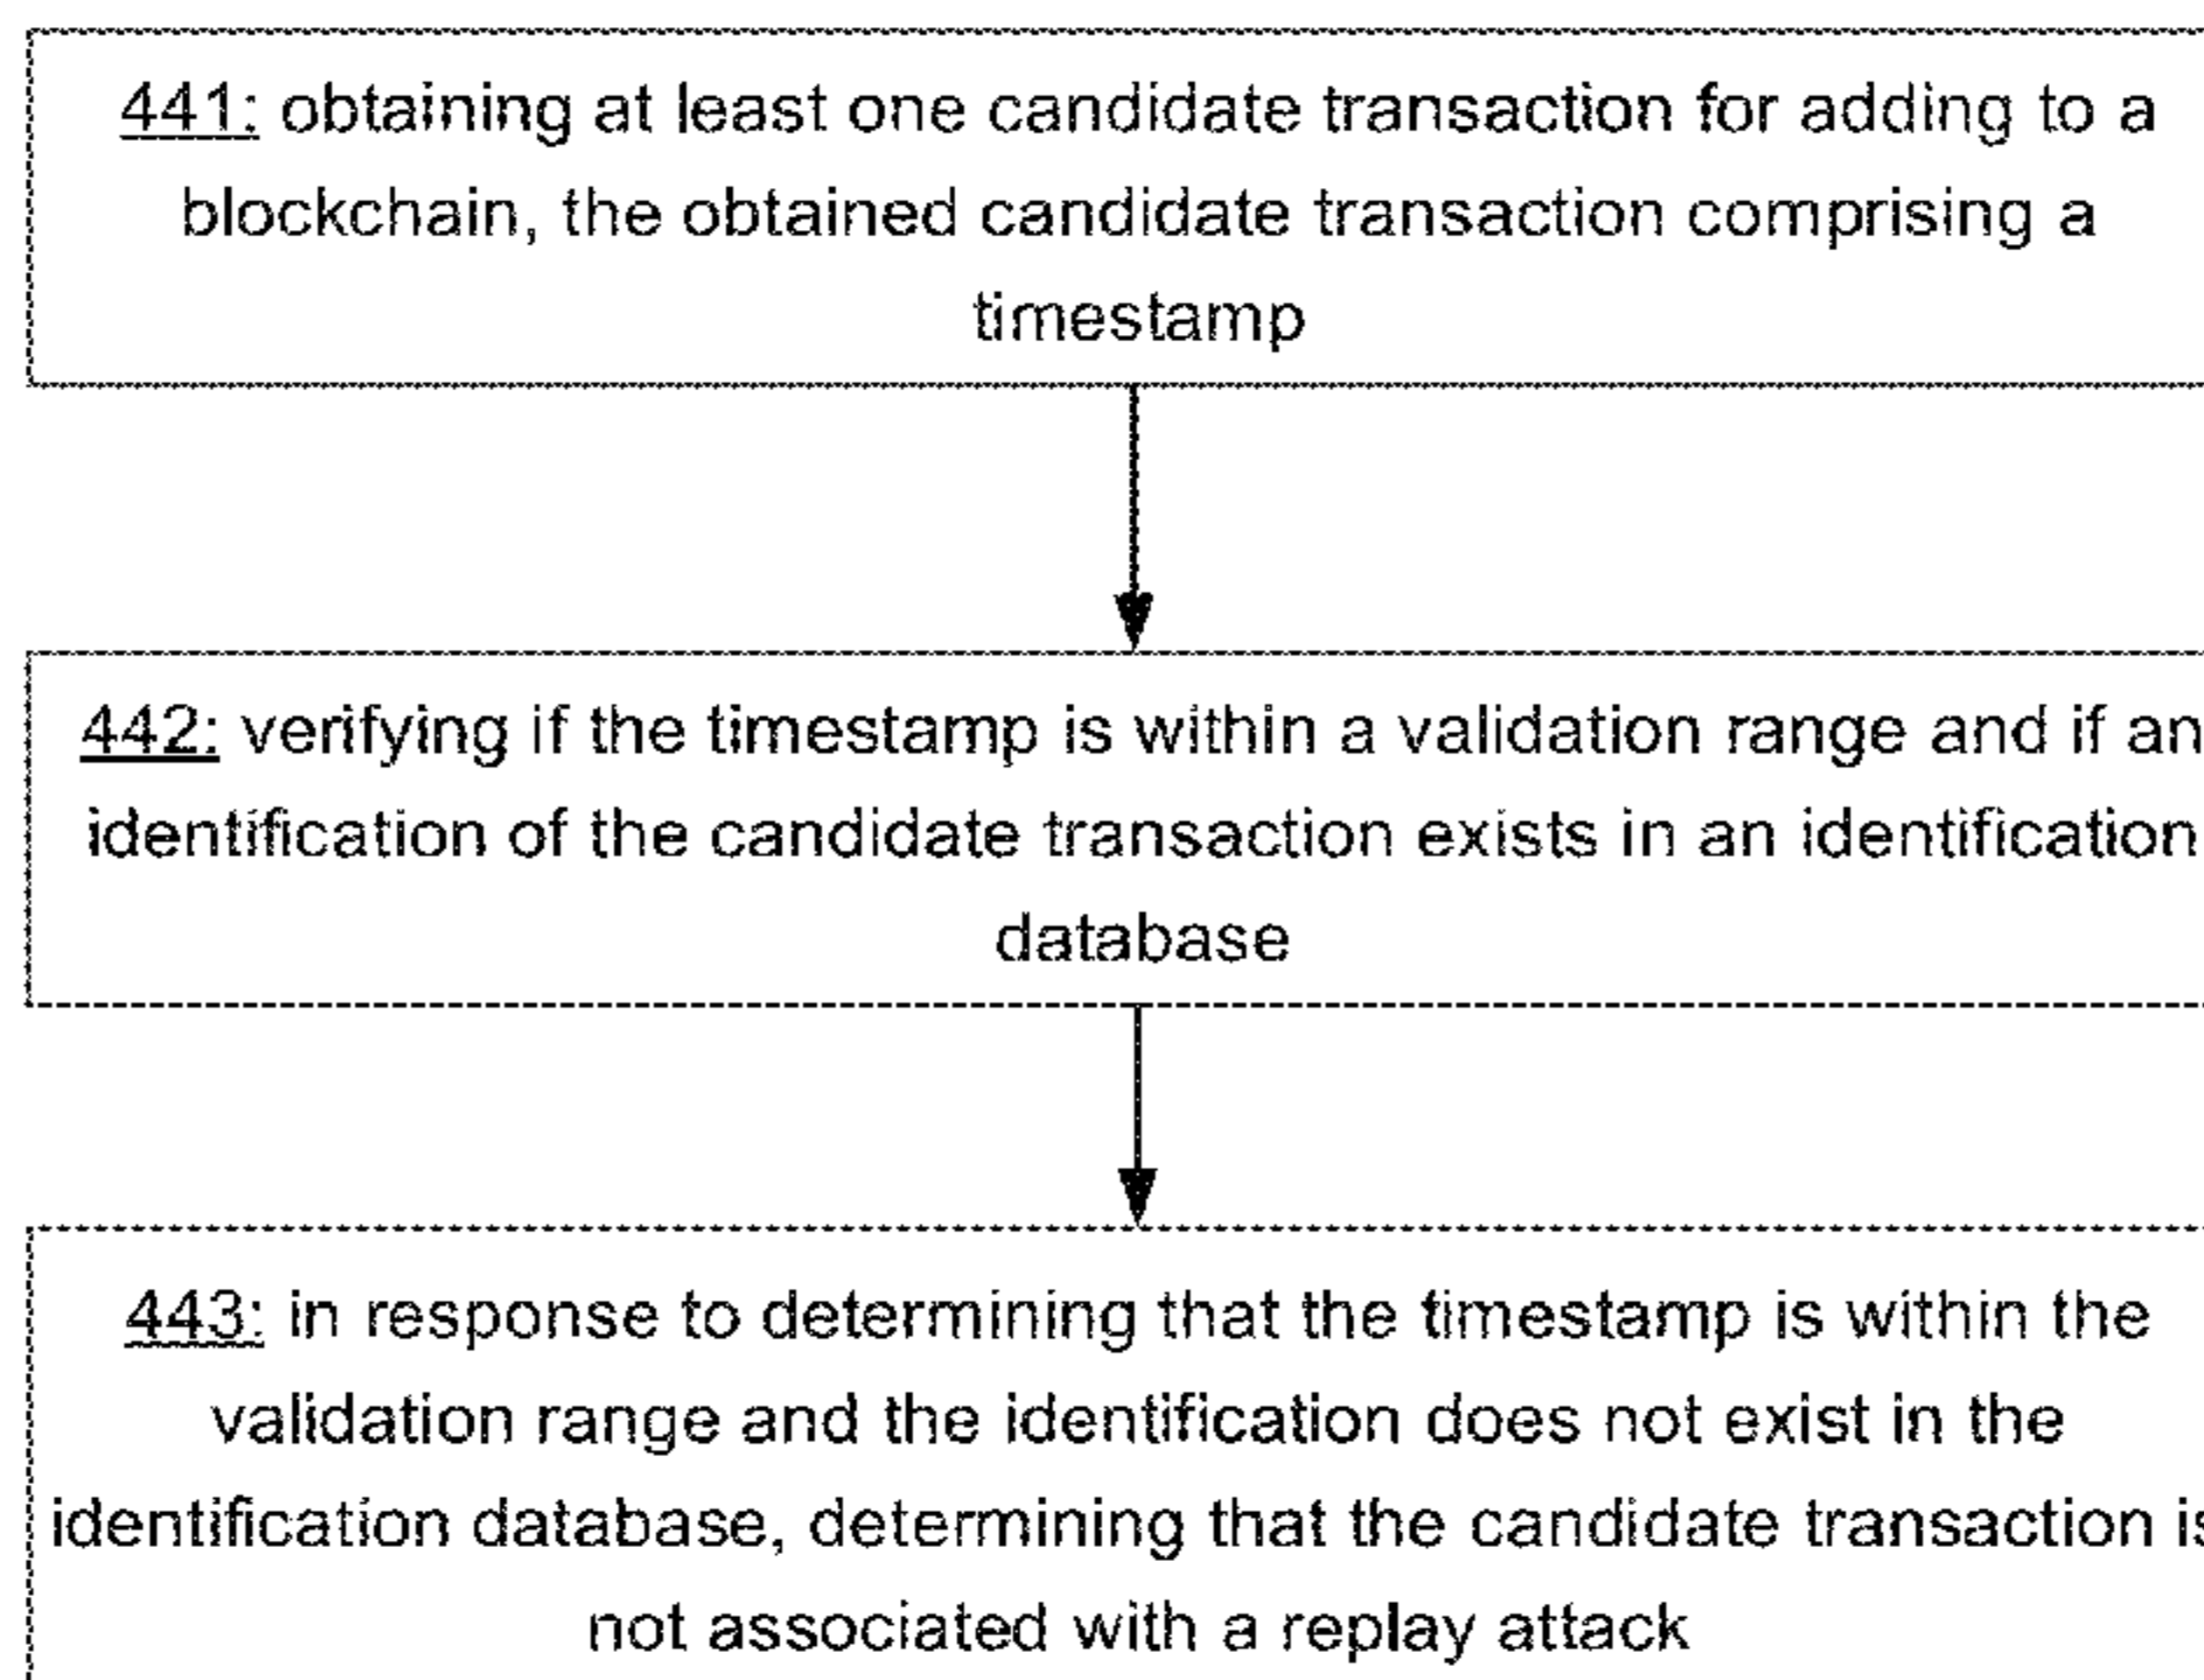 441: obtaining at least one candidate transaction for adding to a
blockchain, the obtained candidate transaction comprising a
timestamp
442: verifying if the timestamp is within a validation range and if an
identification of the candidate transaction exists in an identification
database
443: in response to determining that the timestamp is within the
validation range and the identification does not exist in the
identification database, determining that the candidate transaction is
not associated with a replay attack